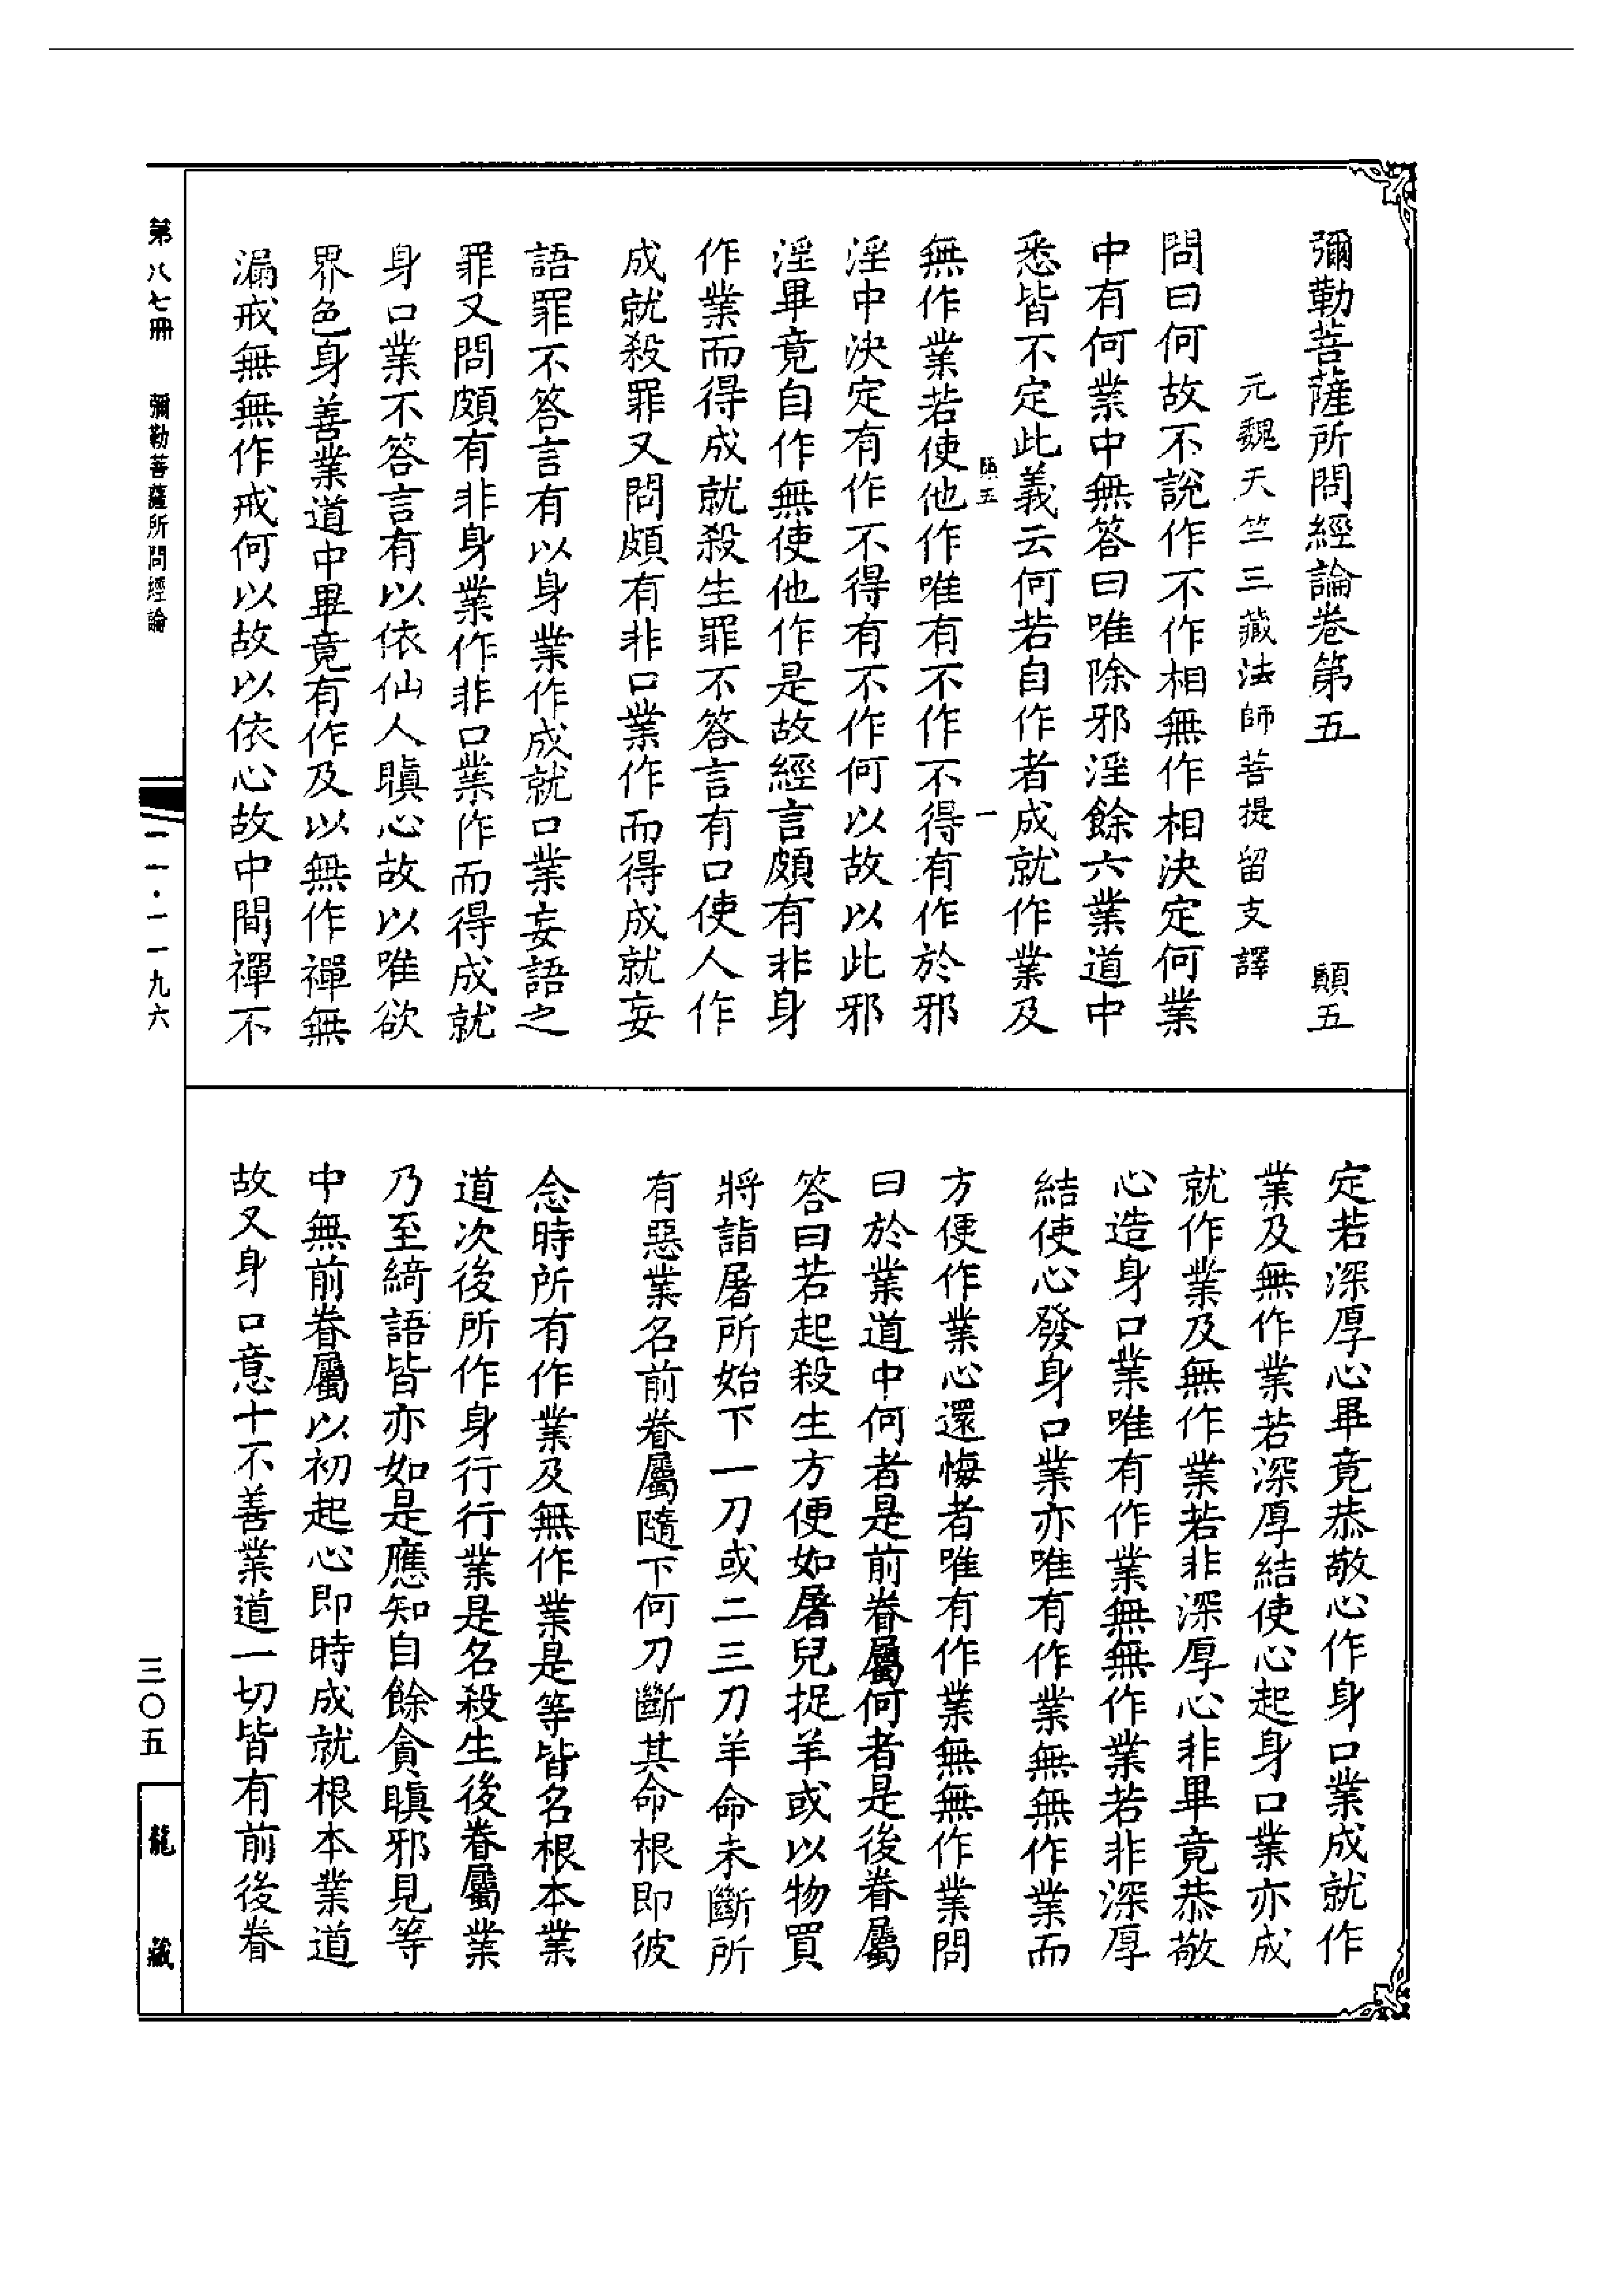 彌勒菩薩所問經論卷第五 顒五
元魏天竺三藏法師菩提留支譯
問曰何故不說作不作相無作相決定何業
中有何業中無答曰唯除邪淫餘六業道中
悉皆不定此義云何若自作者成就作業及
顒五 一
無作業若使他作唯有不作不得有作於邪
淫中決定有作不得有不作何以故以此邪
淫畢竟自作無使他作是故經言頗有非身
作業而得成就殺生罪不答言有口使人作
成就殺罪又問頗有非口業作而得成就妄
語罪不答言有以身業作成就口業妄語之
罪又問頗有非身業作非口業作而得成就
身口業不答言有以依仙人瞋心故以唯欲
界色身善業道中畢竟有作及以無作禪無
漏戒無無作戒何以故以依心故中間禪不
定若深厚心畢竟恭敬心作身口業成就作
業及無作業若深厚結使心起身口業亦成
就作業及無作業若非深厚心非畢竟恭敬
心造身口業唯有作業無無作業若非深厚
結使心發身口業亦唯有作業無無作業而
方便作業心還悔者唯有作業無無作業問
曰於業道中何者是前眷屬何者是後眷屬
答曰若起殺生方便如屠兒捉羊或以物買
將詣屠所始下一刀或二三刀羊命未斷所
有惡業名前眷屬隨下何刀斷其命根即彼
念時所有作業及無作業是等皆名根本業
道次後所作身行行業是名殺生後眷屬業
乃至綺語皆亦如是應知自餘貪瞋邪見等
中無前眷屬以初起心即時成就根本業道
故又身口意十不善業道一切皆有前後眷
第八七冊 彌勒菩薩所問經論 一一·一一九六 三〇五 龍藏